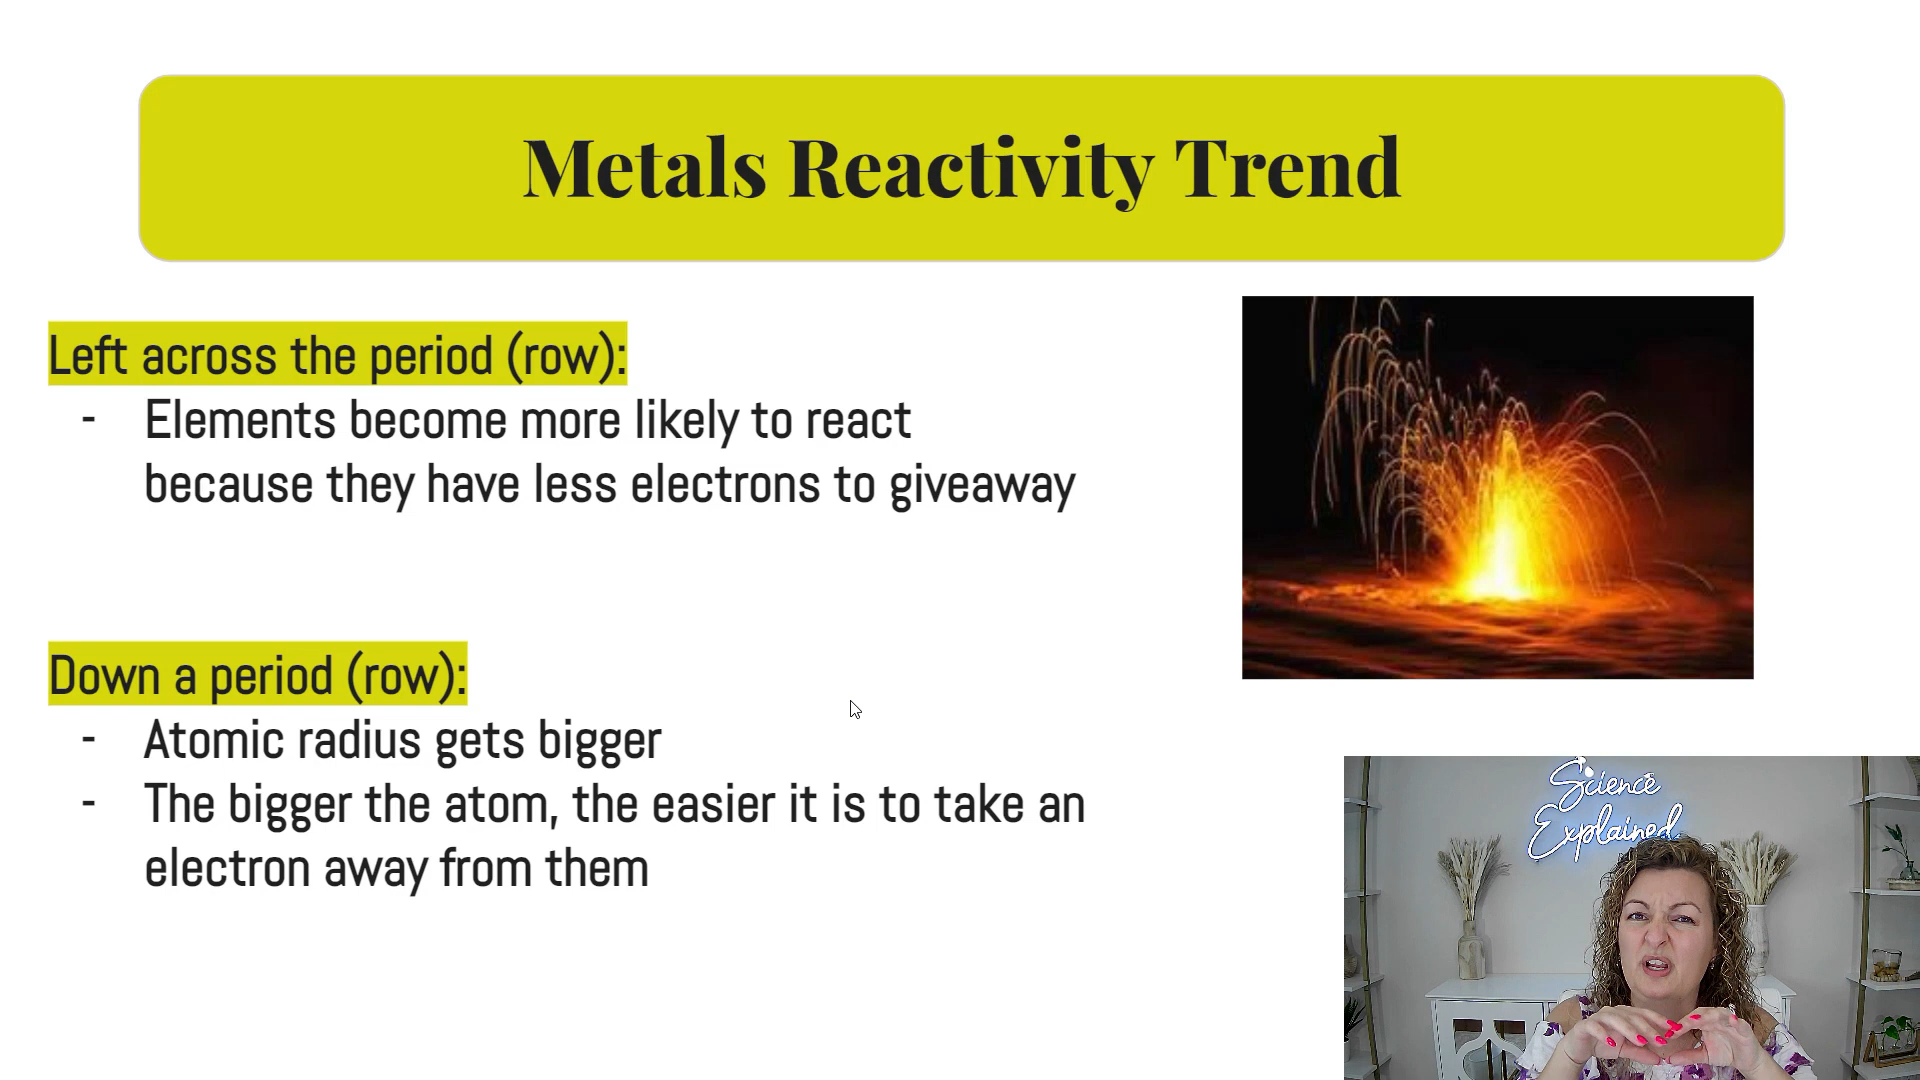 Metals Reactivity Trend
Left across the period (row):
- Elements become more likely to react
because they have less electrons to giveaway
Down a period (row):
- Atomic radius gets bigger
- The bigger the atom, the easier it is to take an
electron away from them
Science
Explained